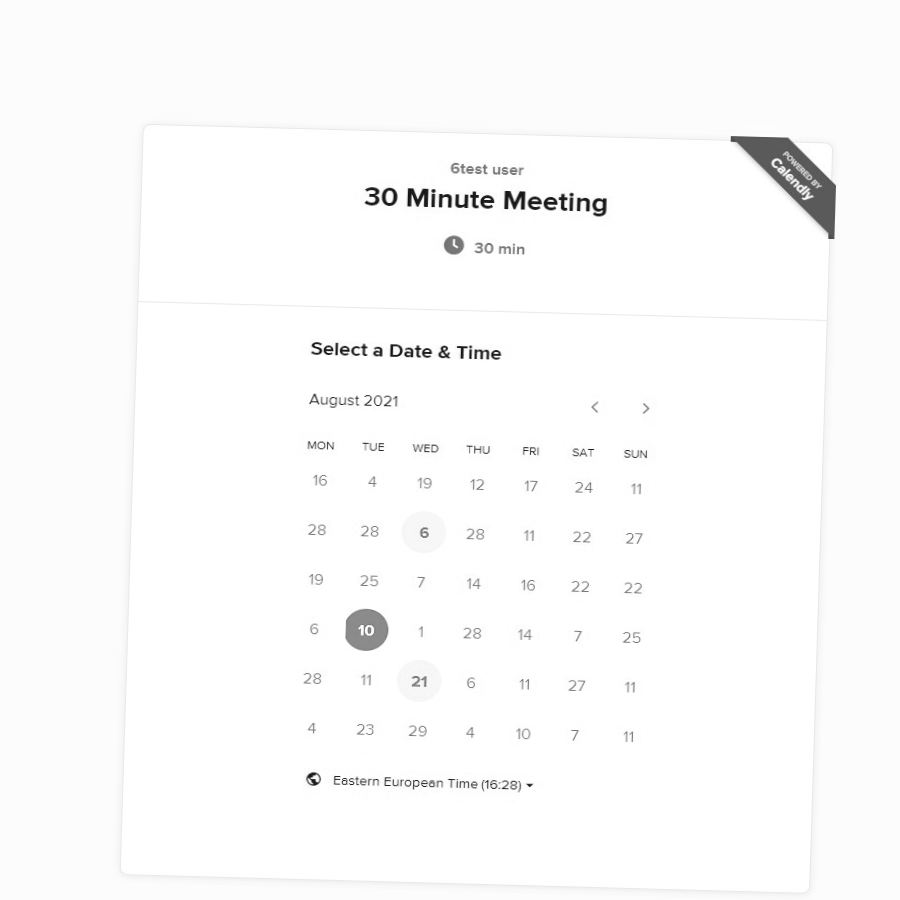 POWERED BY
Calendly
6test user
30 Minute Meeting
30 min
Select a Date & Time
August 2021
MON TUE WED THU FRI SAT SUN
16 4 19 12 17 24 11
28 28 6 28 11 22 27
19 25 7 14 16 22 22
6 10 1 28 14 7 25
28 11 21 6 11 27 11
4 23 29 4 10 7 11
Eastern European Time (16:28)